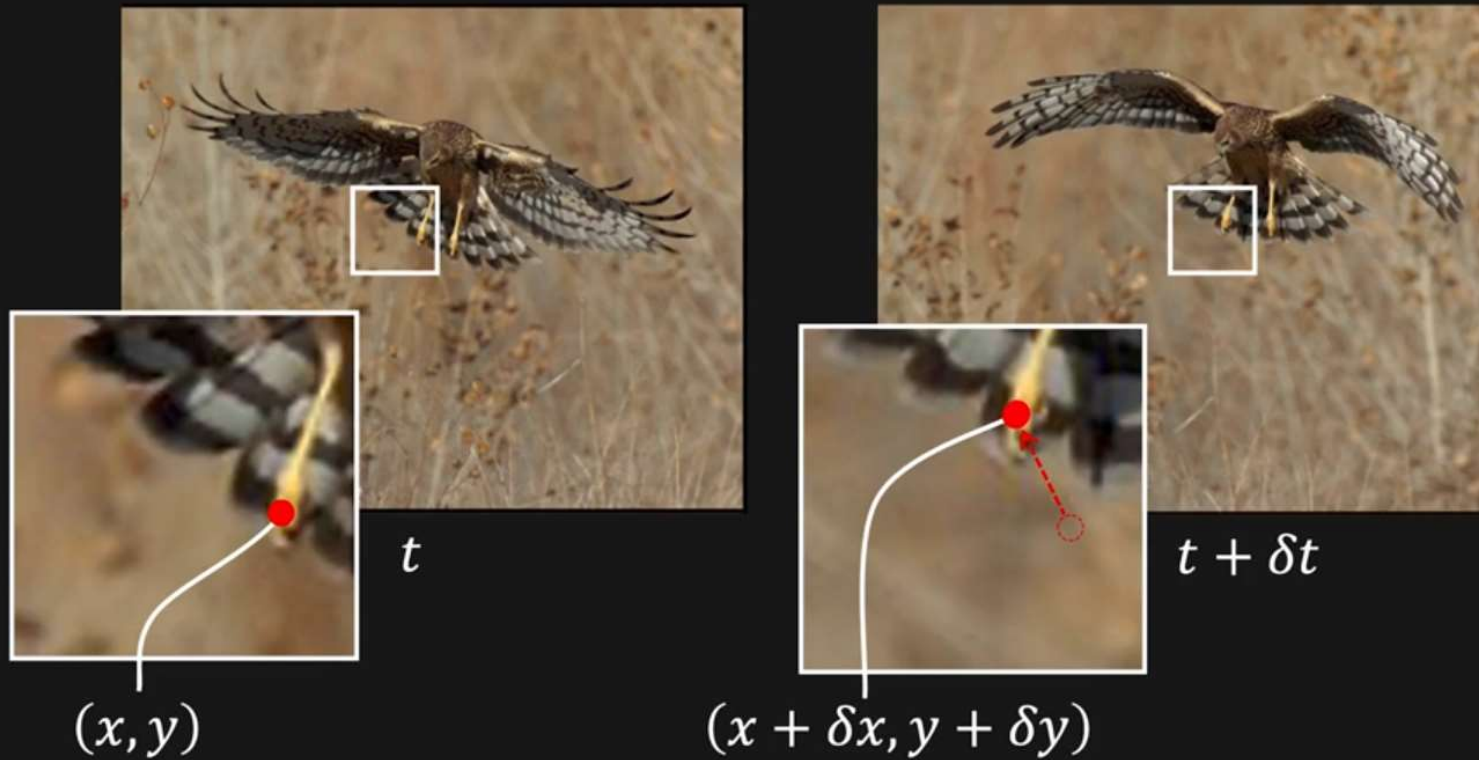 t
t + δt
(x, y)
(x + δx, y + δy)